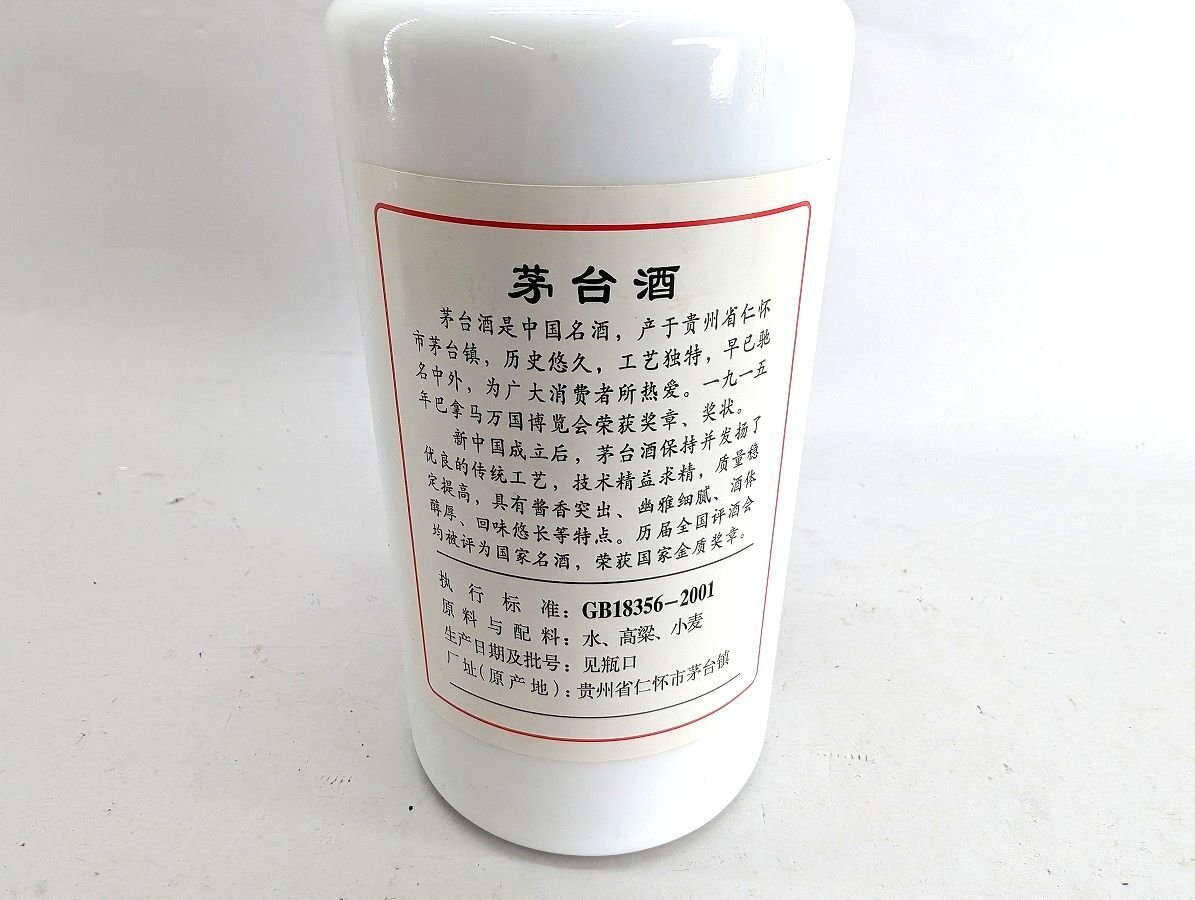 茅台酒
茅台酒是中国名酒，产于贵州省仁怀
市茅台镇，历史悠久，工艺独特，早已驰
名中外，为广大消费者所热爱。一九一五
年巴拿马万国博览会荣获奖章、奖状。
新中国成立后，茅台酒保持并发扬了
优良的传统工艺，技术精益求精，质量稳
定提高，具有酱香突出、幽雅细腻、酒体
醇厚、回味悠长等特点。历届全国评酒会
均被评为国家名酒，荣获国家金质奖章。
执行标准：GB18356-2001
原料与配料：水、高粱、小麦
生产日期及批号：见瓶口
厂址(原产地)：贵州省仁怀市茅台镇